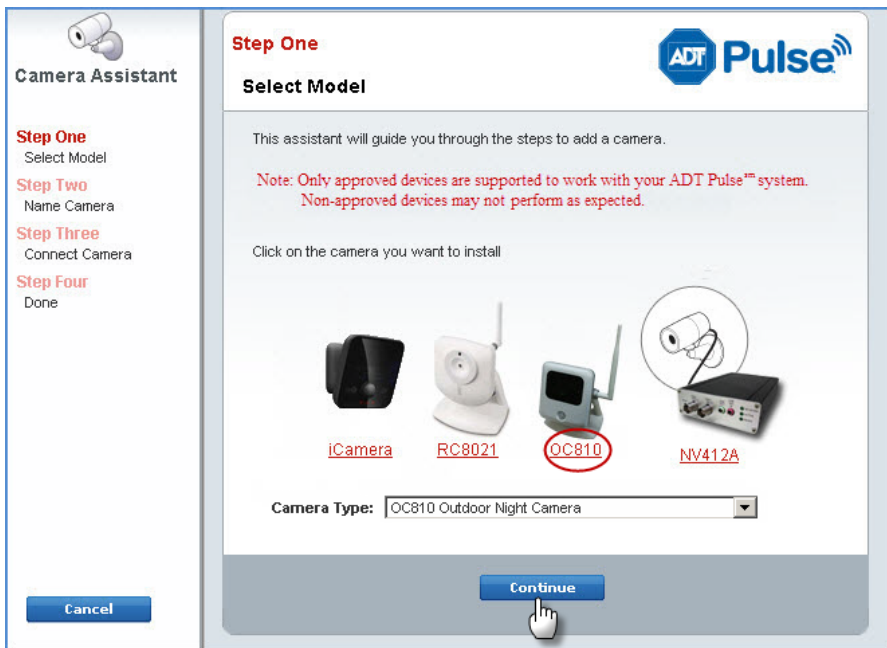 Camera Assistant
Step One
Select Model
Step Two
Name Camera
Step Three
Connect Camera
Step Four
Done
Cancel
Step One
Select Model
ADT Pulse
This assistant will guide you through the steps to add a camera.
Note: Only approved devices are supported to work with your ADT Pulse℠ system.
Non-approved devices may not perform as expected.
Click on the camera you want to install
iCamera
RC8021
OC810
NV412A
Camera Type: OC810 Outdoor Night Camera
Continue